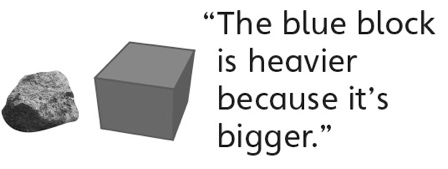 “The blue block
is heavier
because it’s
bigger.”